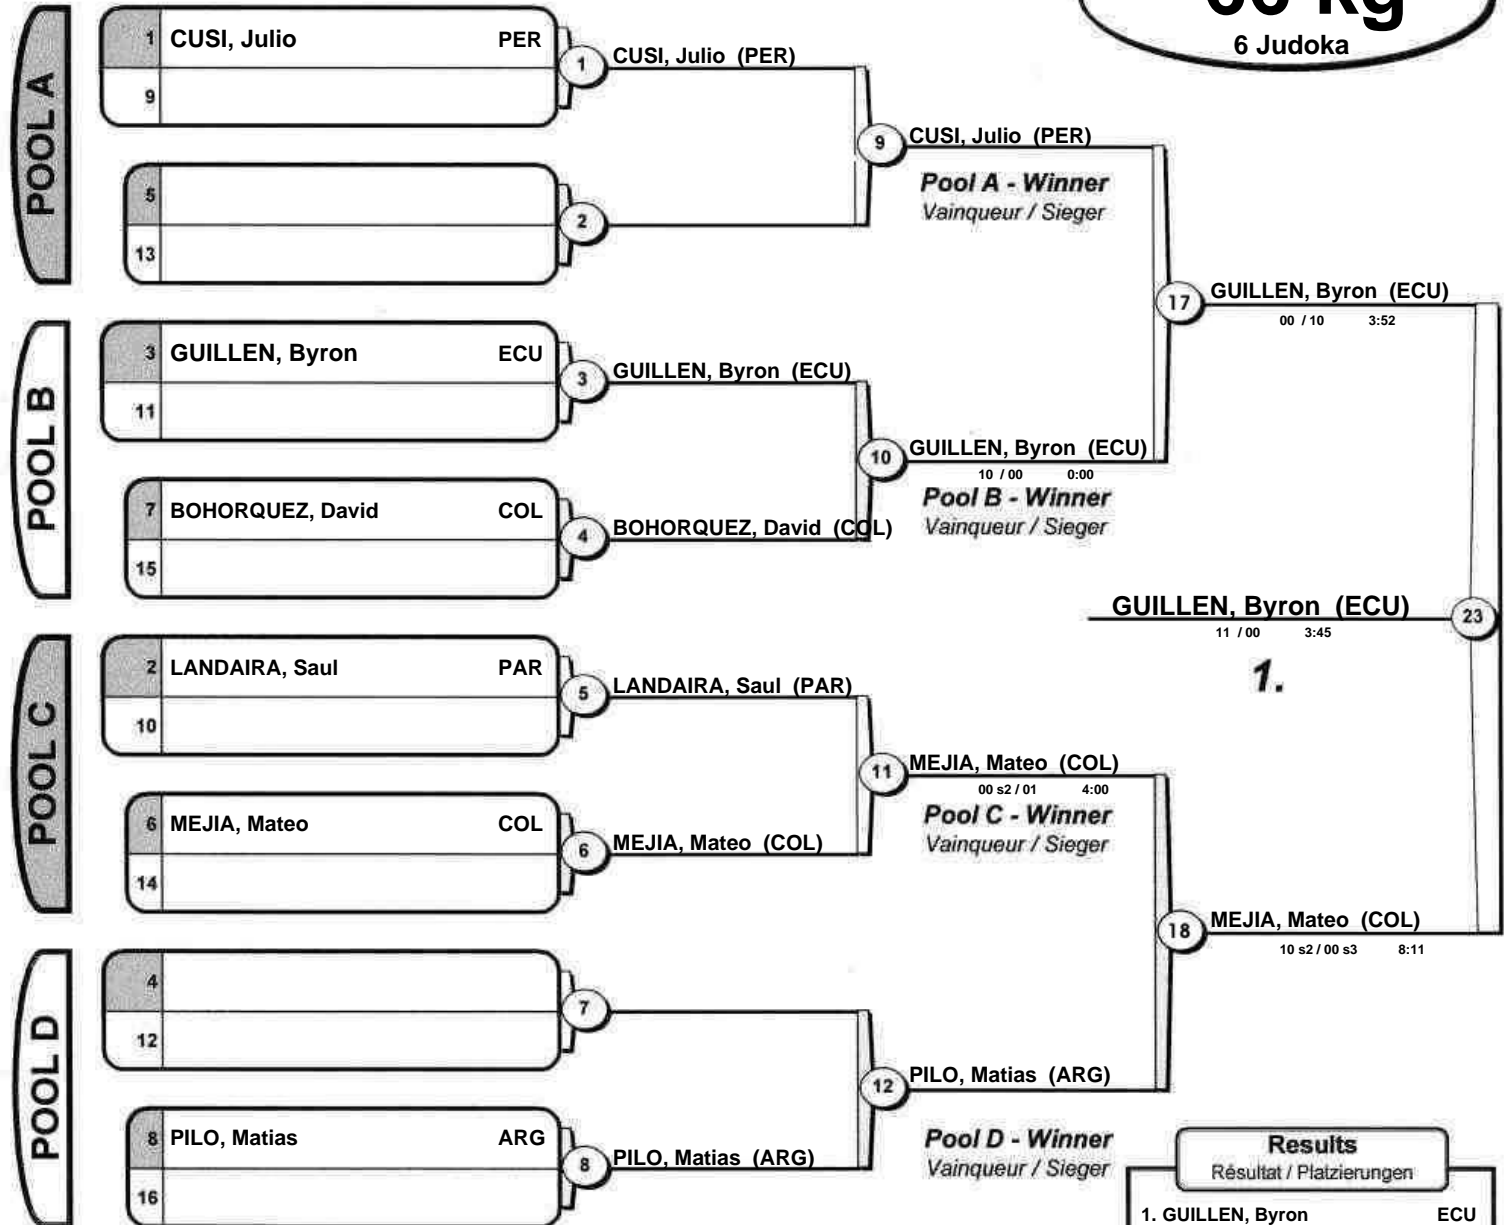 6 Judoka
POOL A
1 CUSI, Julio PER
9
1 CUSI, Julio (PER)
5
13
2
9 CUSI, Julio (PER)
Pool A - Winner
Vainqueur / Sieger
POOL B
3 GUILLEN, Byron ECU
11
3 GUILLEN, Byron (ECU)
7 BOHORQUEZ, David COL
15
4 BOHORQUEZ, David (COL)
10 GUILLEN, Byron (ECU)
10 / 00 0:00
Pool B - Winner
Vainqueur / Sieger
17 GUILLEN, Byron (ECU)
00 / 10 3:52
GUILLEN, Byron (ECU) 23
11 / 00 3:45
1.
POOL C
2 LANDAIRA, Saul PAR
10
5 LANDAIRA, Saul (PAR)
6 MEJIA, Mateo COL
14
6 MEJIA, Mateo (COL)
11 MEJIA, Mateo (COL)
00 s2 / 01 4:00
Pool C - Winner
Vainqueur / Sieger
18 MEJIA, Mateo (COL)
10 s2 / 00 s3 8:11
POOL D
4
12
7
8 PILO, Matias ARG
16
8 PILO, Matias (ARG)
12 PILO, Matias (ARG)
Pool D - Winner
Vainqueur / Sieger
Results
Résultat / Platzierungen
1. GUILLEN, Byron ECU